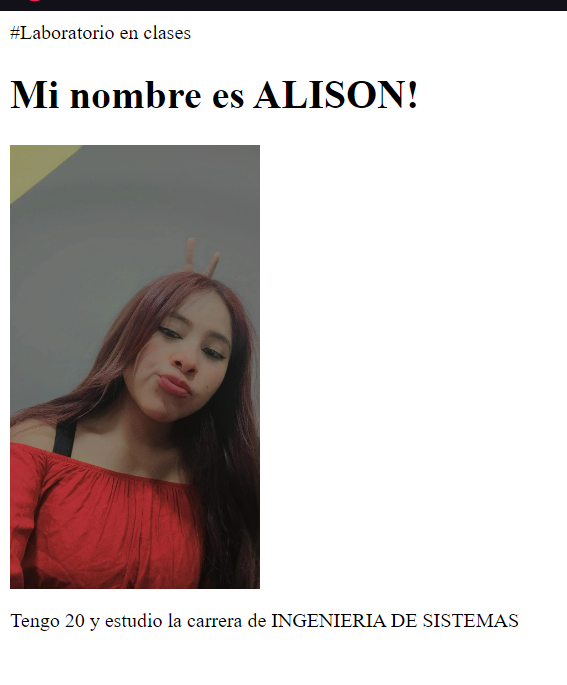 #Laboratorio en clases
Mi nombre es ALISON!
Tengo 20 y estudio la carrera de INGENIERIA DE SISTEMAS